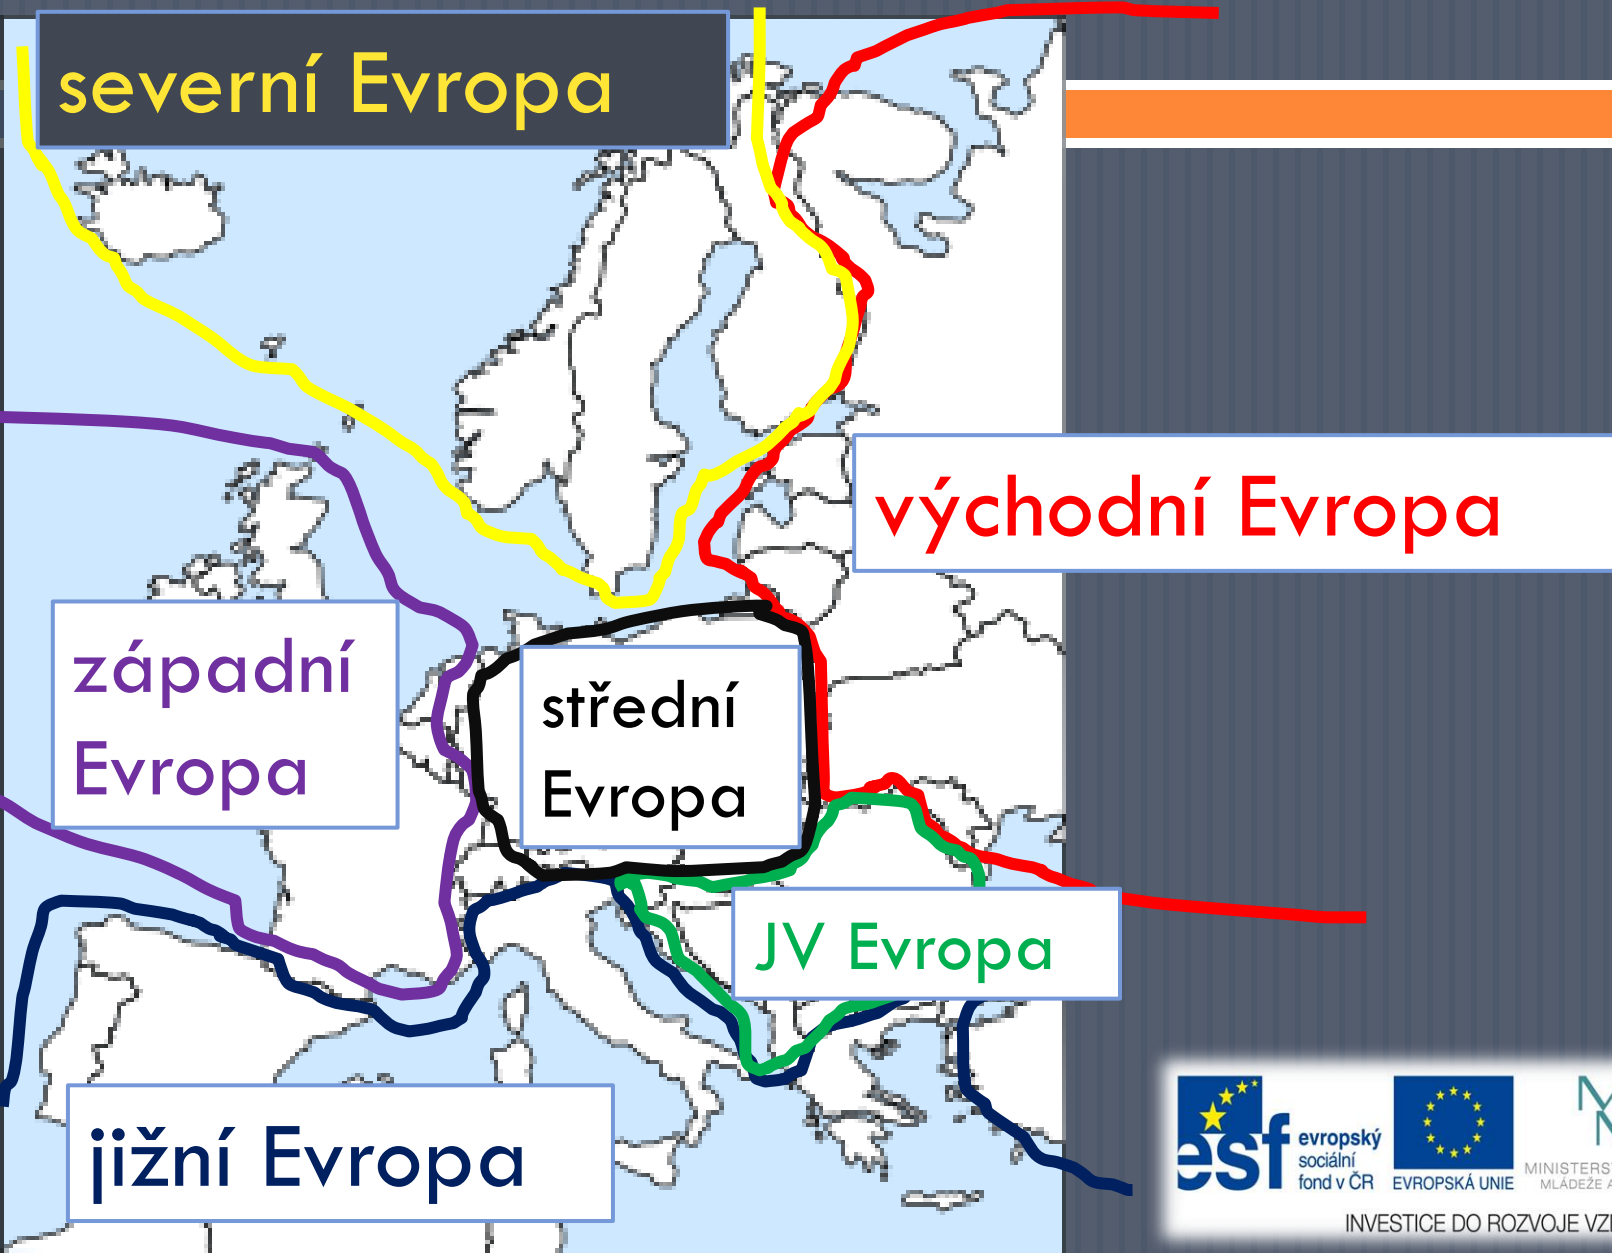 severní Evropa
východní Evropa
západní
Evropa
střední
Evropa
JV Evropa
jižní Evropa
esf
evropský
sociální
fond v ČR
EVROPSKÁ UNIE
INVESTICE DO ROZVOJE